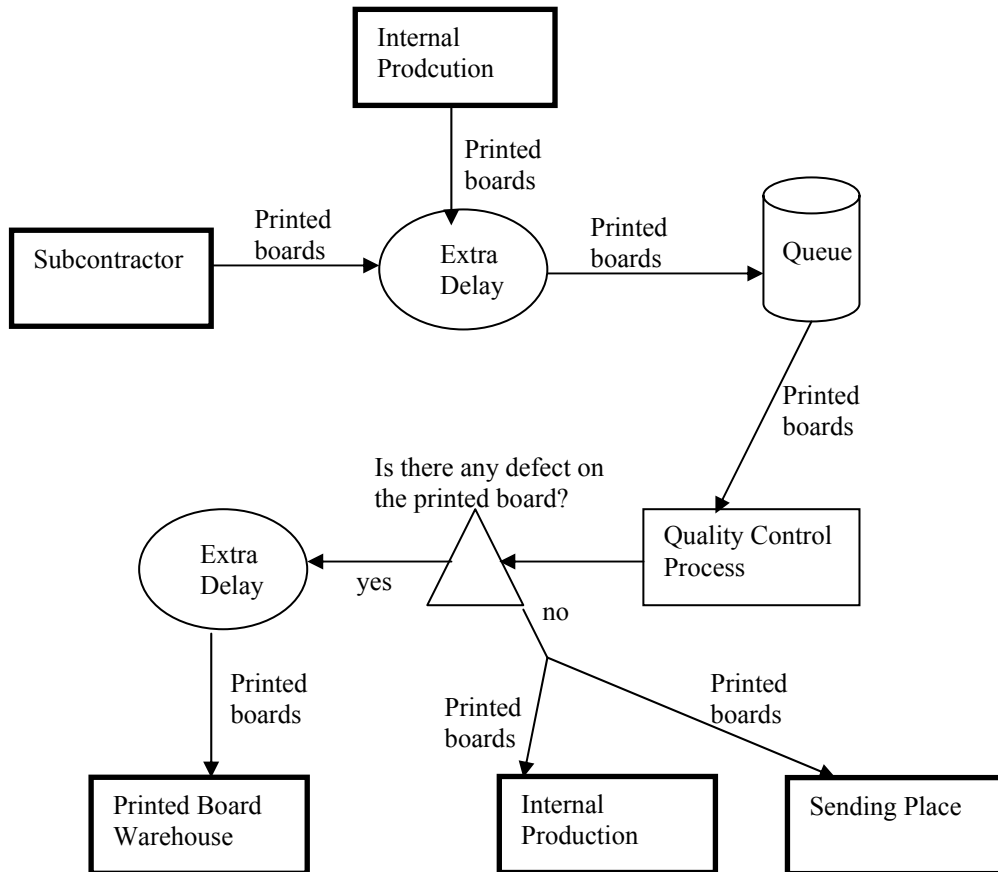 Internal
Prodcution
Printed
boards
Printed
boards
Printed
boards
Subcontractor
Extra
Delay
Queue
Printed
boards
Is there any defect on
the printed board?
Quality Control
Process
Extra
Delay
yes
no
Printed
boards
Printed
boards
Printed
boards
Printed Board
Warehouse
Internal
Production
Sending Place